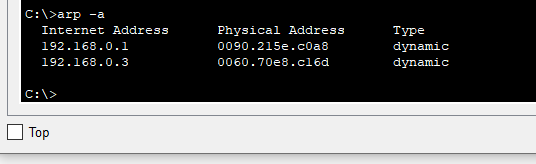 C:\>arp -a
Internet Address Physical Address Type
192.168.0.1 0090.215e.c0a8 dynamic
192.168.0.3 0060.70e8.c16d dynamic
C:\>
Top